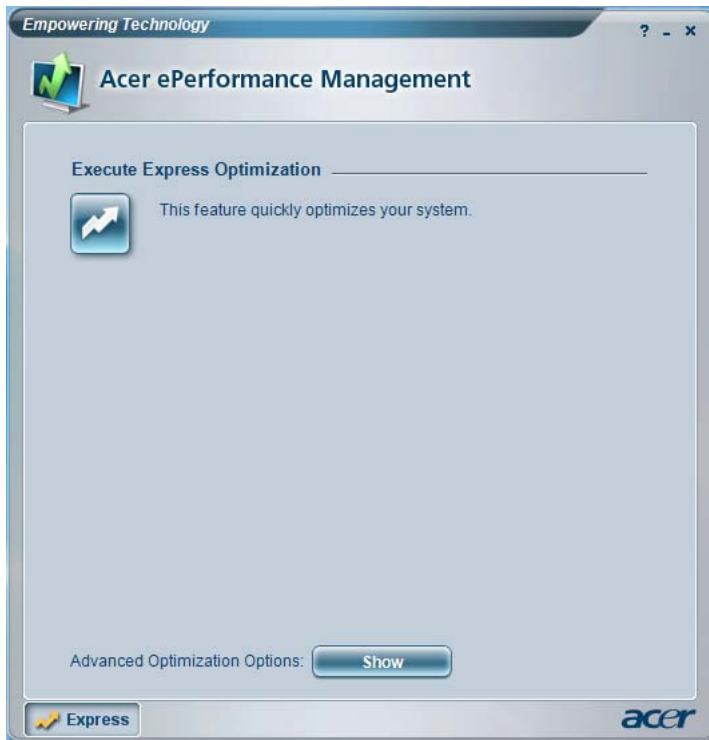 Empowering Technology
? - ×
Acer ePerformance Management
Execute Express Optimization
This feature quickly optimizes your system.
Advanced Optimization Options: Show
Express
acer